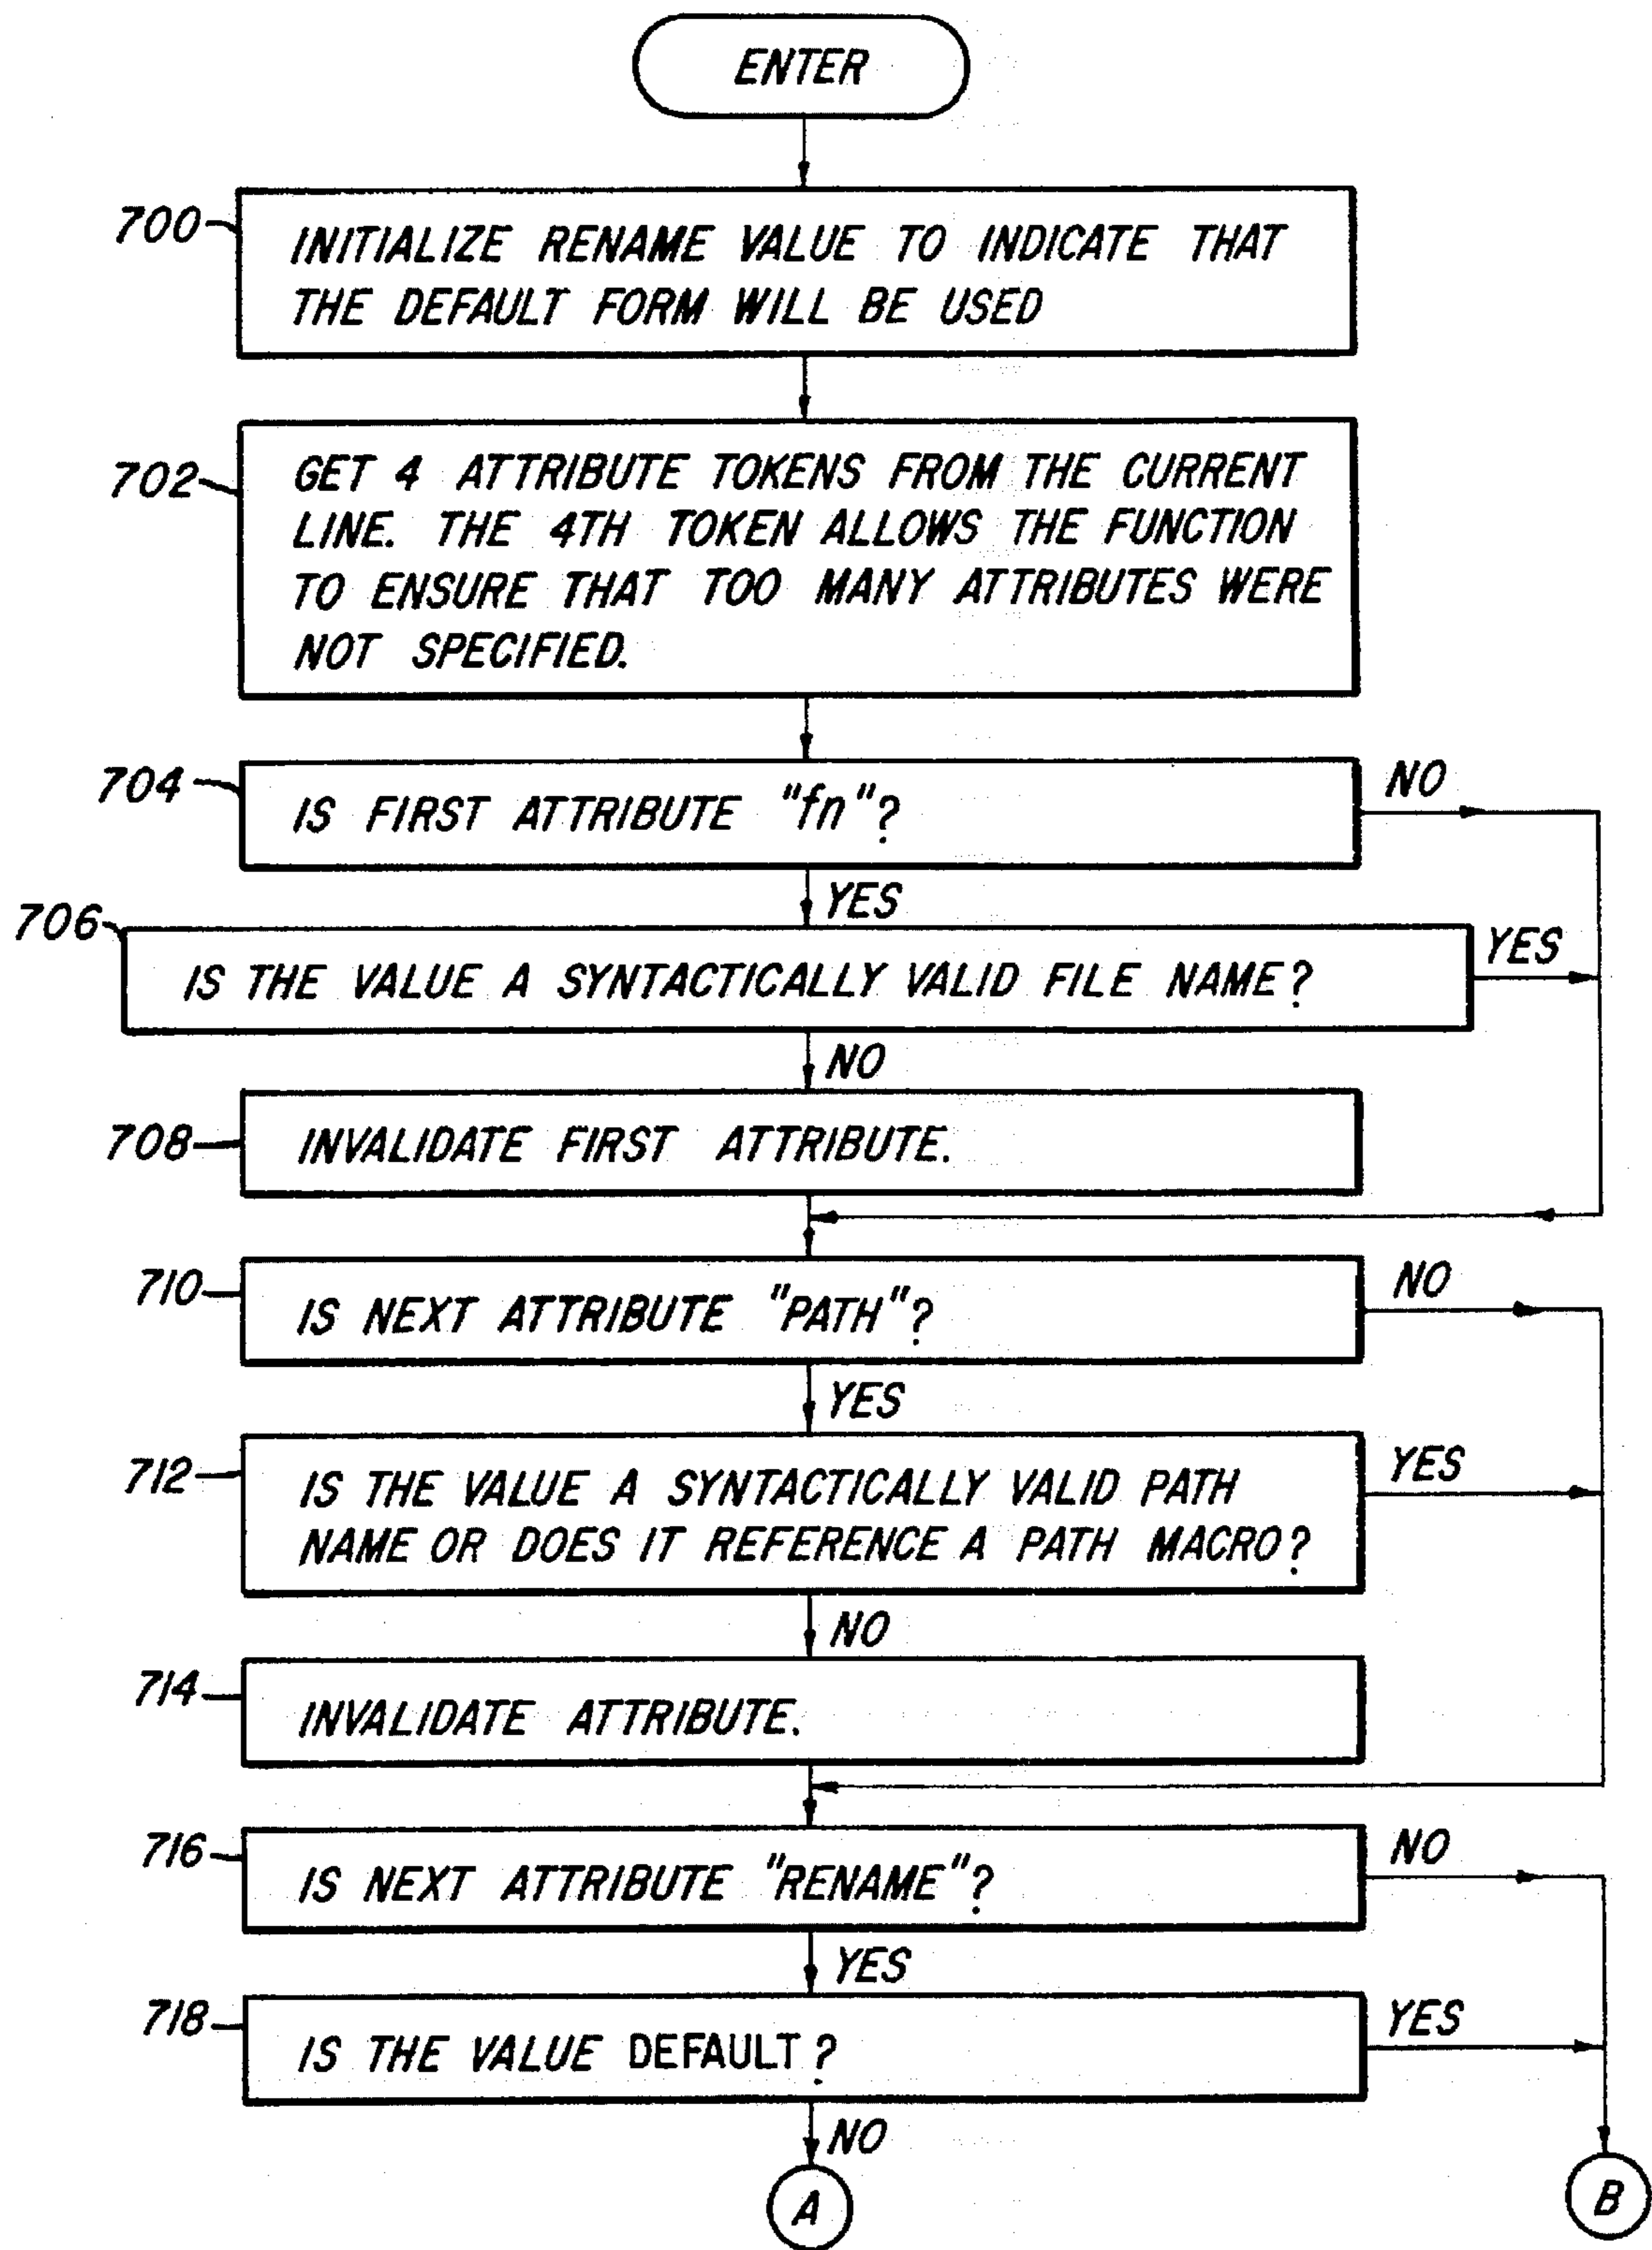 ENTER
700
INITIALIZE RENAME VALUE TO INDICATE THAT
THE DEFAULT FORM WILL BE USED
702
GET 4 ATTRIBUTE TOKENS FROM THE CURRENT
LINE. THE 4TH TOKEN ALLOWS THE FUNCTION
TO ENSURE THAT TOO MANY ATTRIBUTES WERE
NOT SPECIFIED.
704
IS FIRST ATTRIBUTE "fn"?
NO
YES
706
IS THE VALUE A SYNTACTICALLY VALID FILE NAME?
YES
NO
708
INVALIDATE FIRST ATTRIBUTE.
710
IS NEXT ATTRIBUTE "PATH"?
NO
YES
712
IS THE VALUE A SYNTACTICALLY VALID PATH
NAME OR DOES IT REFERENCE A PATH MACRO?
YES
NO
714
INVALIDATE ATTRIBUTE.
716
IS NEXT ATTRIBUTE "RENAME"?
NO
YES
718
IS THE VALUE DEFAULT?
YES
NO
A
B